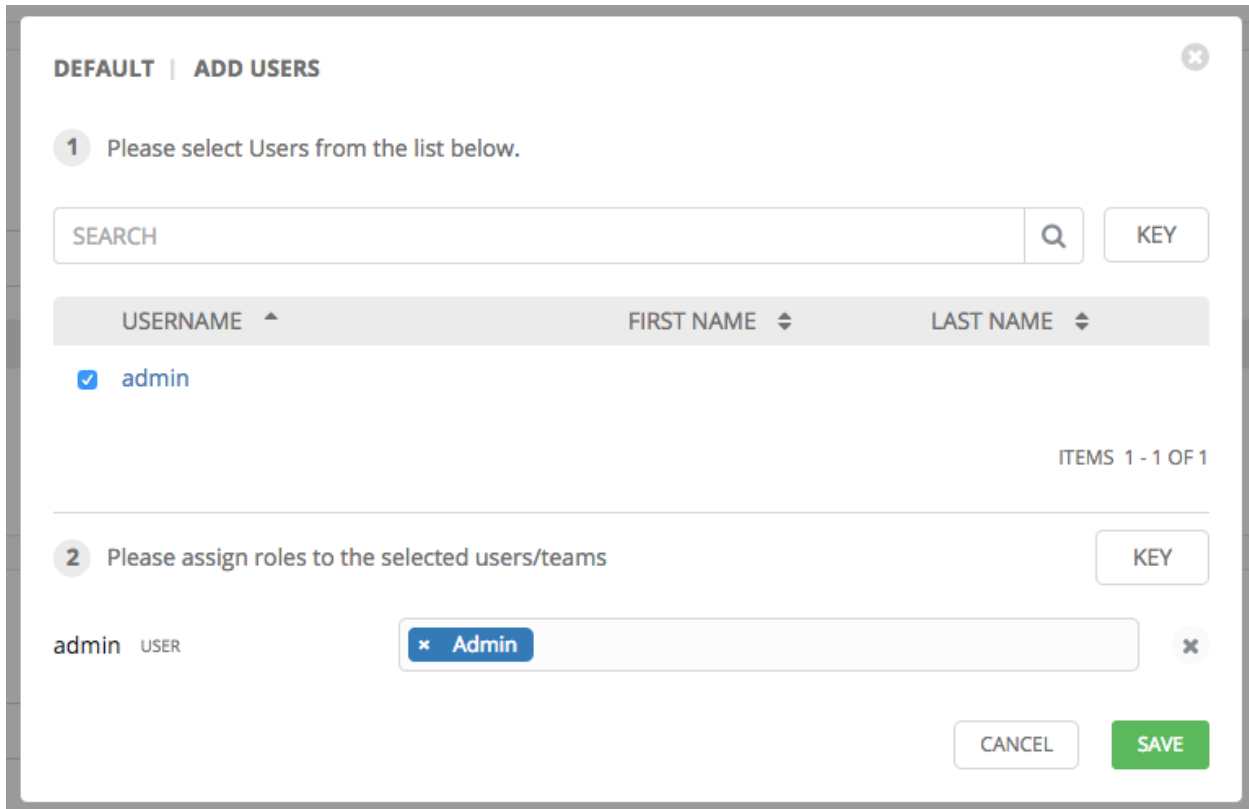 DEFAULT | ADD USERS
1 Please select Users from the list below.
SEARCH KEY
USERNAME FIRST NAME LAST NAME
admin
ITEMS 1 - 1 OF 1
2 Please assign roles to the selected users/teams KEY
admin USER × Admin
CANCEL SAVE